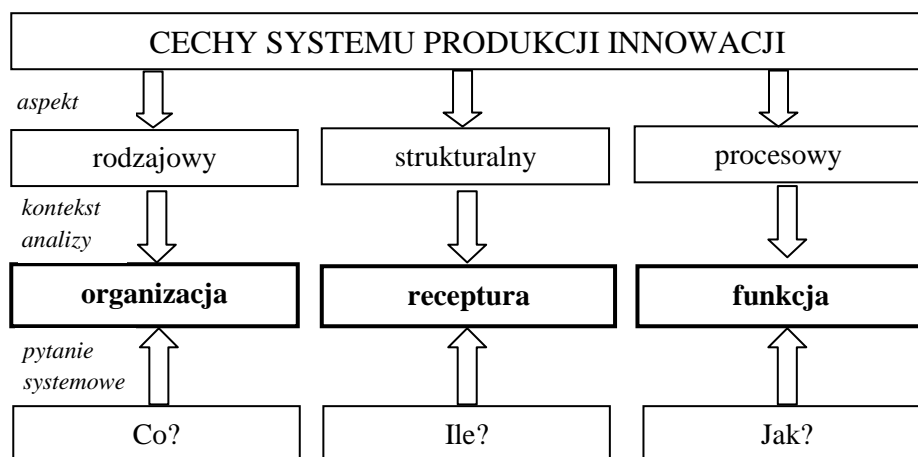 CECHY SYSTEMU PRODUKCJI INNOWACJI
aspekt
rodzajowy
strukturalny
procesowy
kontekst
analizy
organizacja
receptura
funkcja
pytanie
systemowe
Co?
Ile?
Jak?